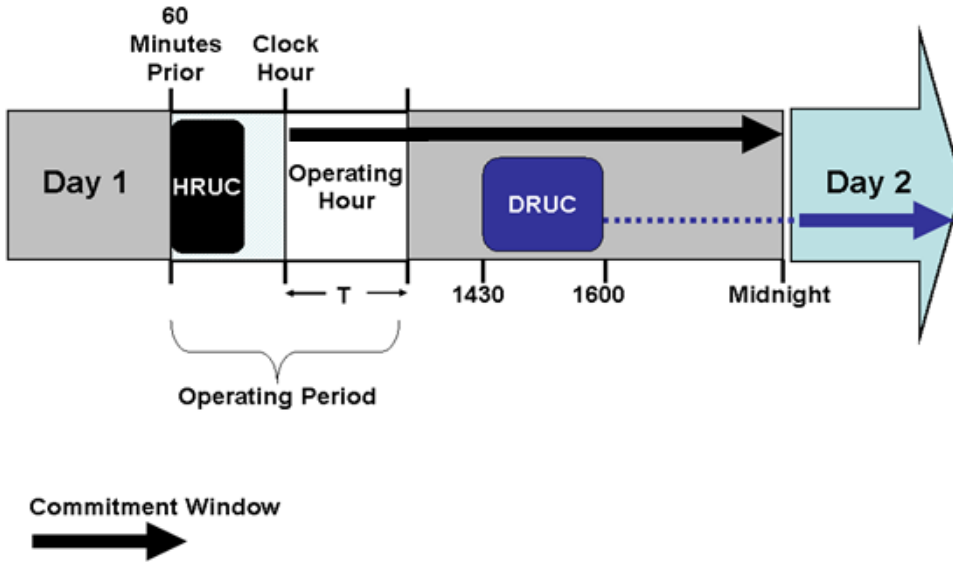 60
Minutes
Prior
Clock
Hour
Day 1
HRUC
Operating
Hour
DRUC
Day 2
T
1430
1600
Midnight
Operating Period
Commitment Window